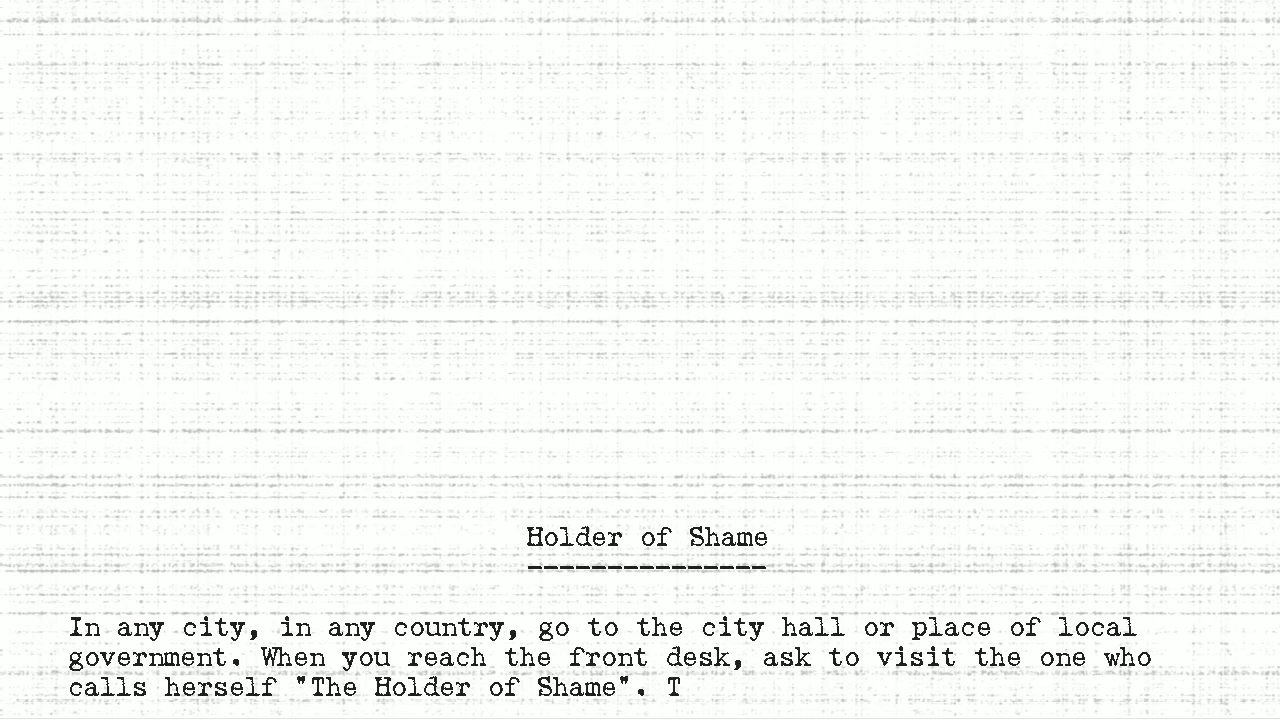 Holder of Shame
---------------
In any city, in any country, go to the city hall or place of local
government. When you reach the front desk, ask to visit the one who
calls herself "The Holder of Shame". T